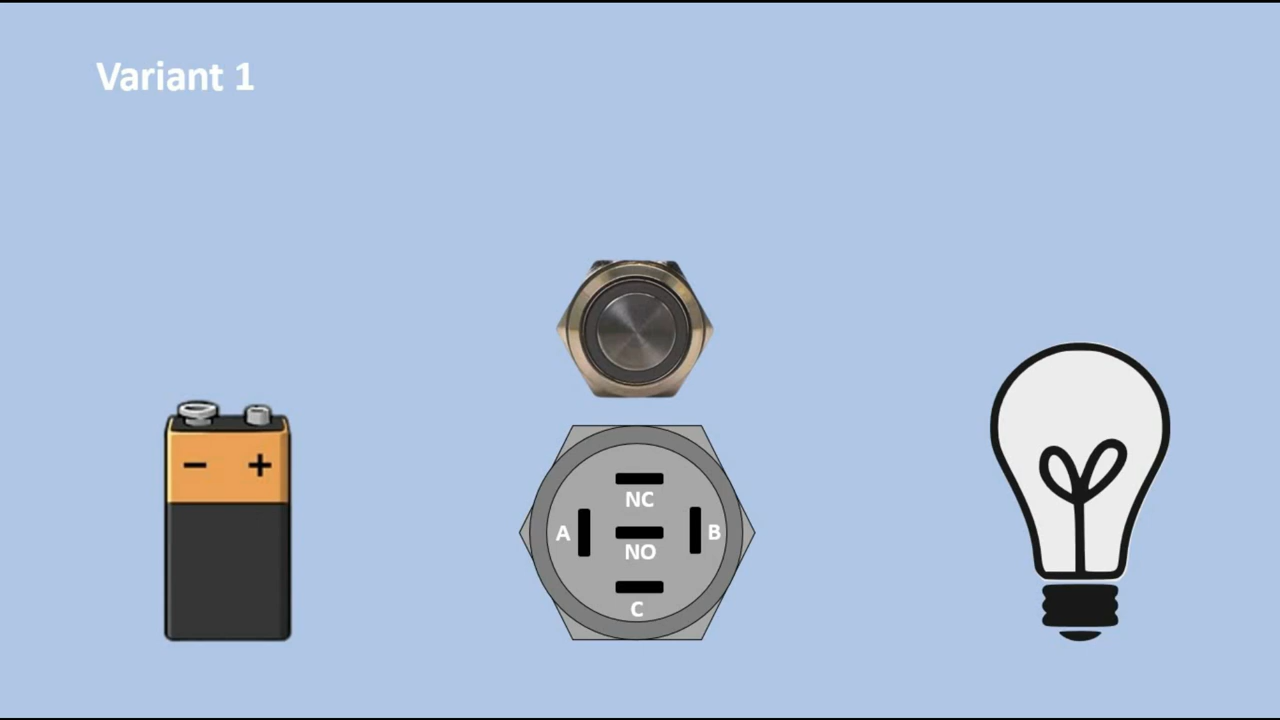 Variant 1
− +
NC
A B
NO
C